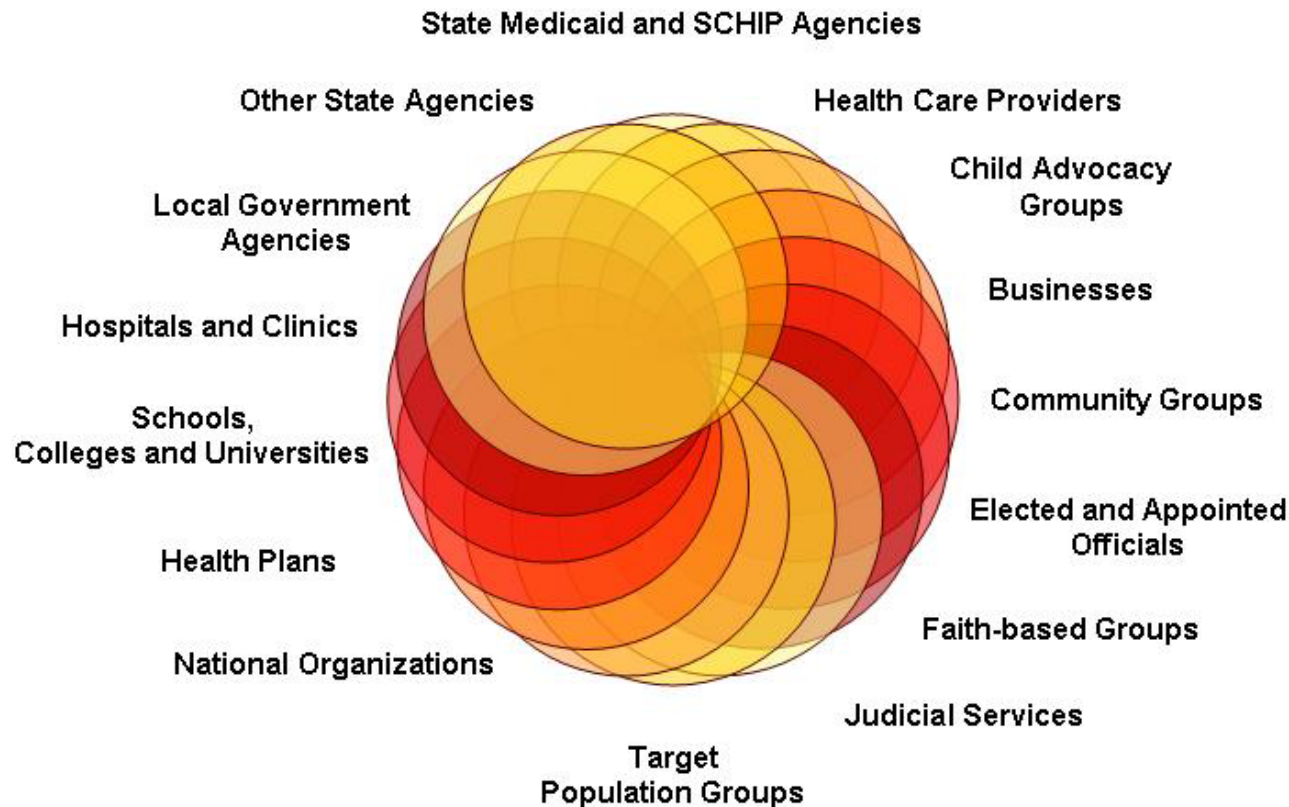 State Medicaid and SCHIP Agencies
Other State Agencies
Health Care Providers
Child Advocacy
Groups
Local Government
Agencies
Businesses
Hospitals and Clinics
Community Groups
Schools,
Colleges and Universities
Elected and Appointed
Officials
Health Plans
Faith-based Groups
National Organizations
Judicial Services
Target
Population Groups